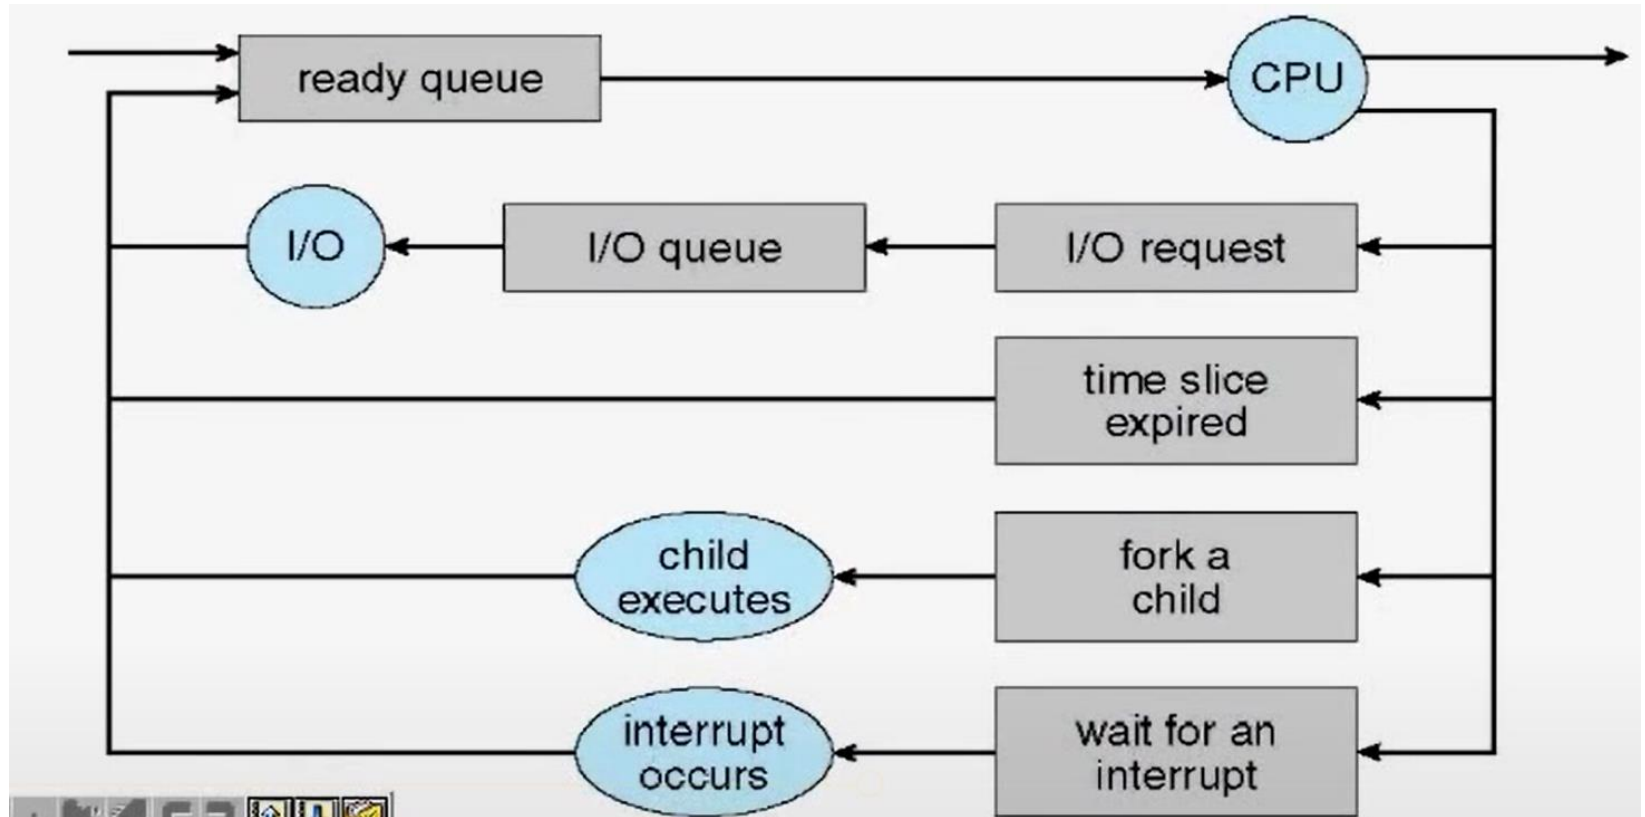 ready queue
CPU
I/O
I/O queue
I/O request
time slice
expired
child
executes
fork a
child
interrupt
occurs
wait for an
interrupt